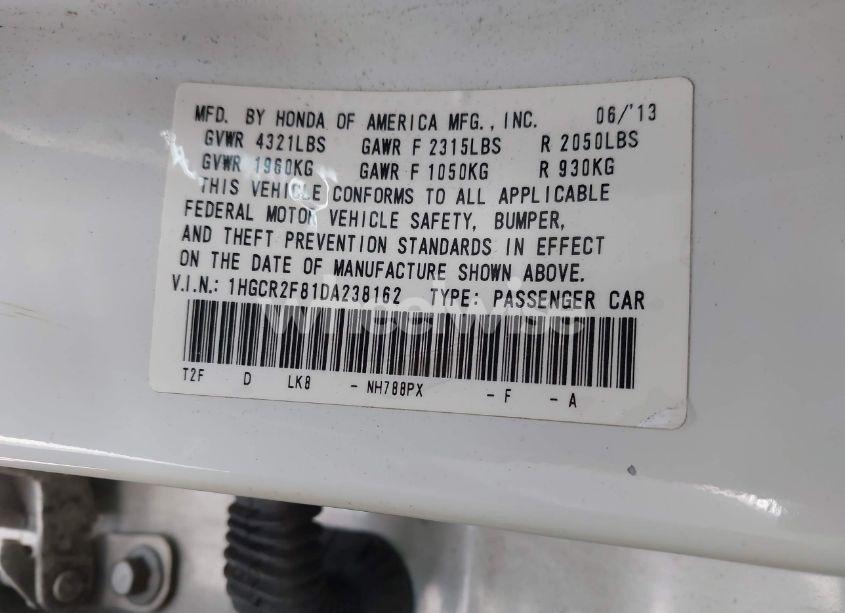 MFD. BY HONDA OF AMERICA MFG., INC. 06/'13
GVWR 4321LBS GAWR F 2315LBS R 2050LBS
GVWR 1960KG GAWR F 1050KG R 930KG
THIS VEHICLE CONFORMS TO ALL APPLICABLE
FEDERAL MOTOR VEHICLE SAFETY, BUMPER,
AND THEFT PREVENTION STANDARDS IN EFFECT
ON THE DATE OF MANUFACTURE SHOWN ABOVE.
V.I.N.: 1HGCR2F81DA238162 TYPE: PASSENGER CAR
wheelwise
T2F D LK8 - NH788PX - F - A